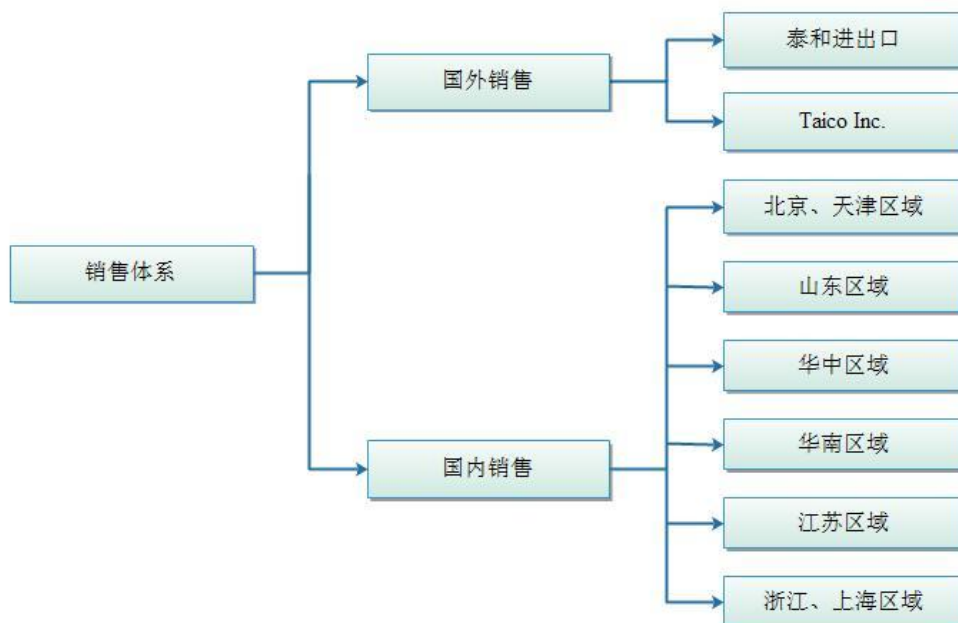 销售体系
国外销售
泰和进出口
Taico Inc.
国内销售
北京、天津区域
山东区域
华中区域
华南区域
江苏区域
浙江、上海区域